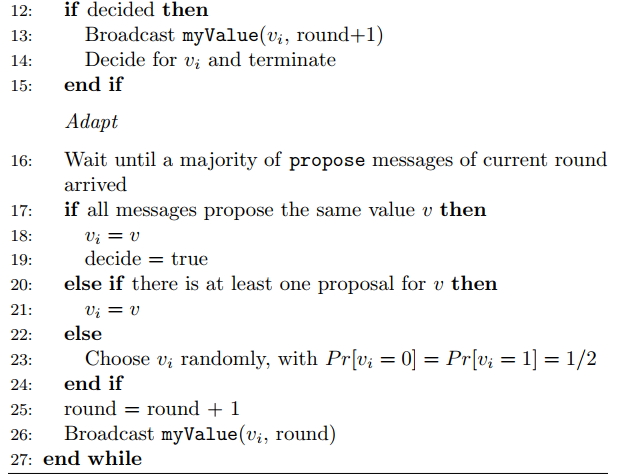 12: if decided then
13: Broadcast myValue(vᵢ, round+1)
14: Decide for vᵢ and terminate
15: end if
Adapt
16: Wait until a majority of propose messages of current round
arrived
17: if all messages propose the same value v then
18: vᵢ = v
19: decide = true
20: else if there is at least one proposal for v then
21: vᵢ = v
22: else
23: Choose vᵢ randomly, with Pr[vᵢ = 0] = Pr[vᵢ = 1] = 1/2
24: end if
25: round = round + 1
26: Broadcast myValue(vᵢ, round)
27: end while